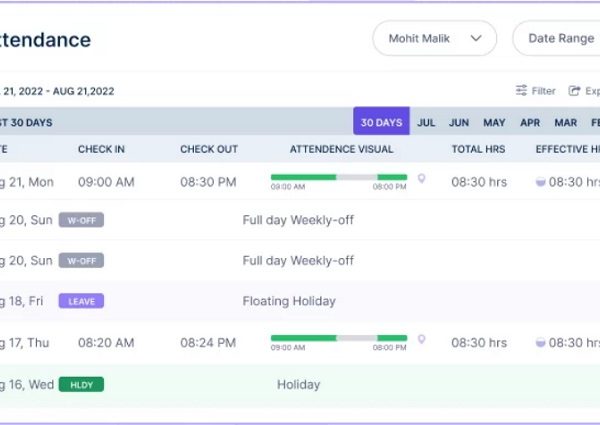 ttendance
Mohit Malik
Date Range
21, 2022 - AUG 21,2022
Filter
Exp
ST 30 DAYS
30 DAYS JUL JUN MAY APR MAR FE
TE CHECK IN CHECK OUT ATTENDENCE VISUAL TOTAL HRS EFFECTIVE H
g 21, Mon 09:00 AM 08:30 PM 08:30 hrs 08:30 hrs
09:00 AM 08:00 PM
g 20, Sun W-OFF Full day Weekly-off
g 20, Sun W-OFF Full day Weekly-off
g 18, Fri LEAVE Floating Holiday
g 17, Thu 08:20 AM 08:24 PM 08:30 hrs 08:30 hrs
09:00 AM 08:00 PM
g 16, Wed HLDY Holiday